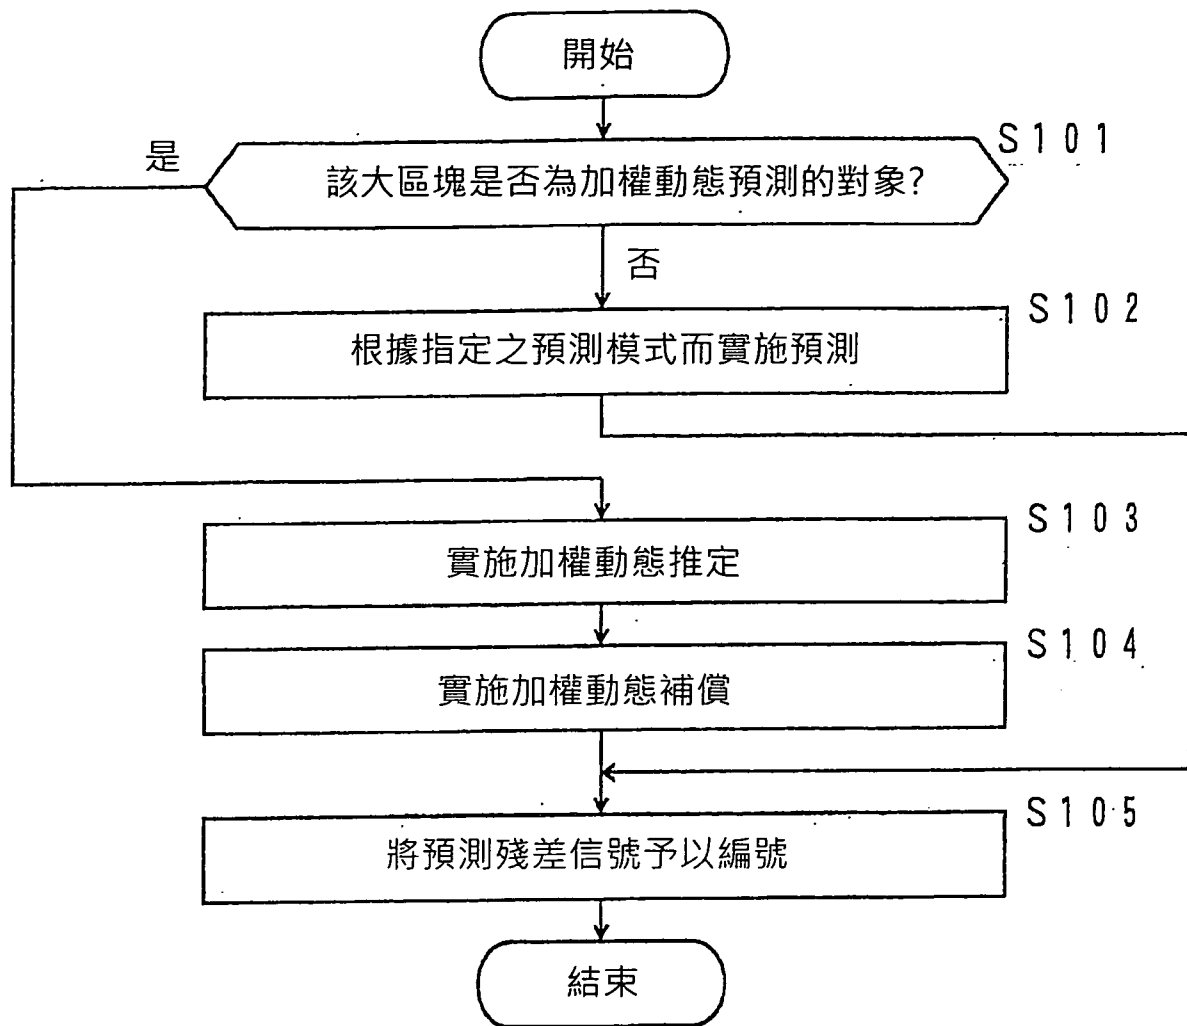 開始
S101
是
該大區塊是否為加權動態預測的對象?
否
S102
根據指定之預測模式而實施預測
S103
實施加權動態推定
S104
實施加權動態補償
S105
將預測殘差信號予以編號
結束